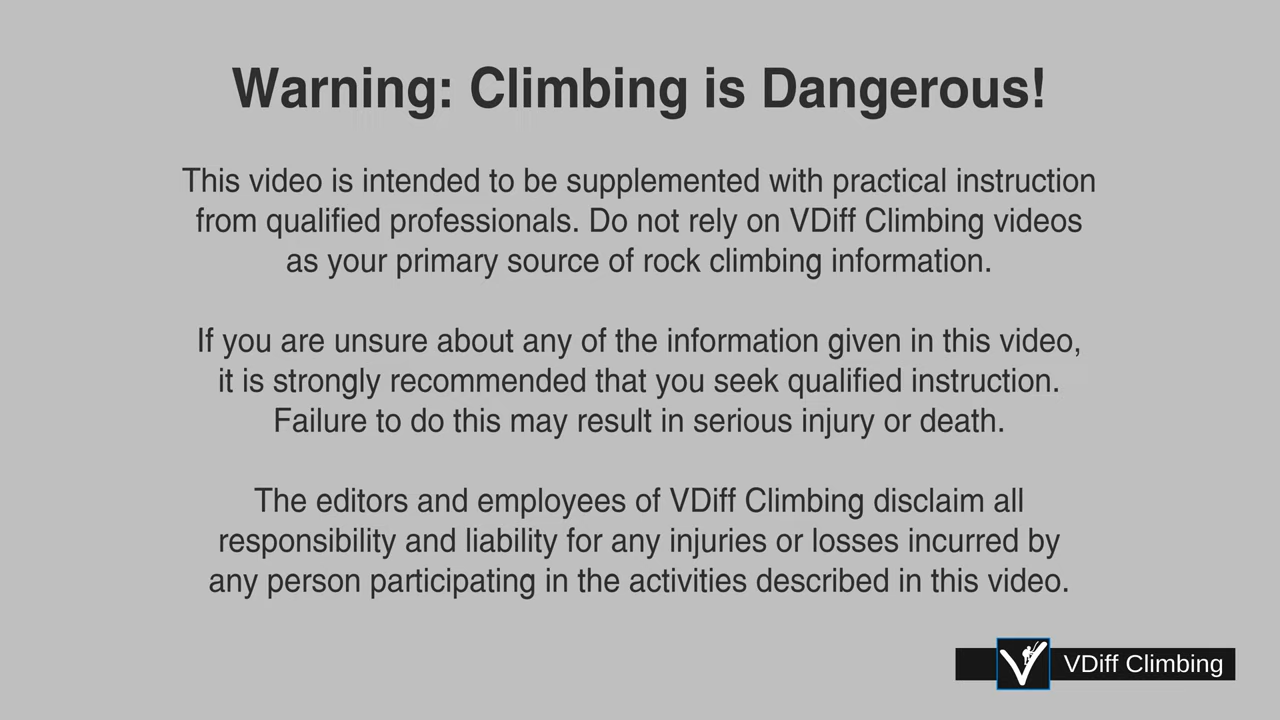 Warning: Climbing is Dangerous!
This video is intended to be supplemented with practical instruction
from qualified professionals. Do not rely on VDiff Climbing videos
as your primary source of rock climbing information.
If you are unsure about any of the information given in this video,
it is strongly recommended that you seek qualified instruction.
Failure to do this may result in serious injury or death.
The editors and employees of VDiff Climbing disclaim all
responsibility and liability for any injuries or losses incurred by
any person participating in the activities described in this video.
VDiff Climbing